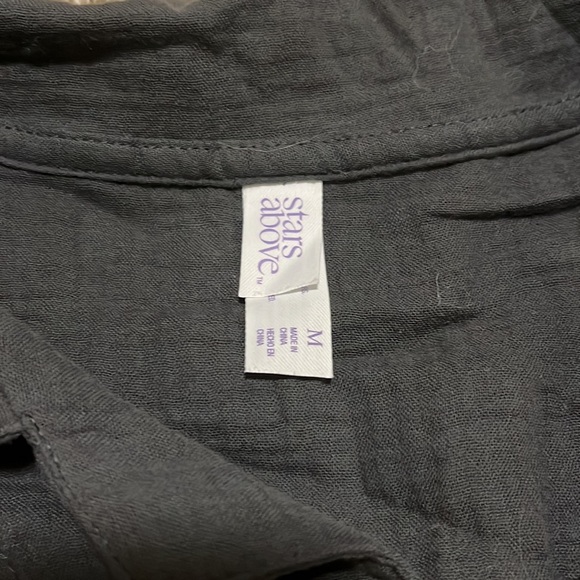 stars
above
TM
M
MADE IN
CHINA
HECHO EN
CHINA